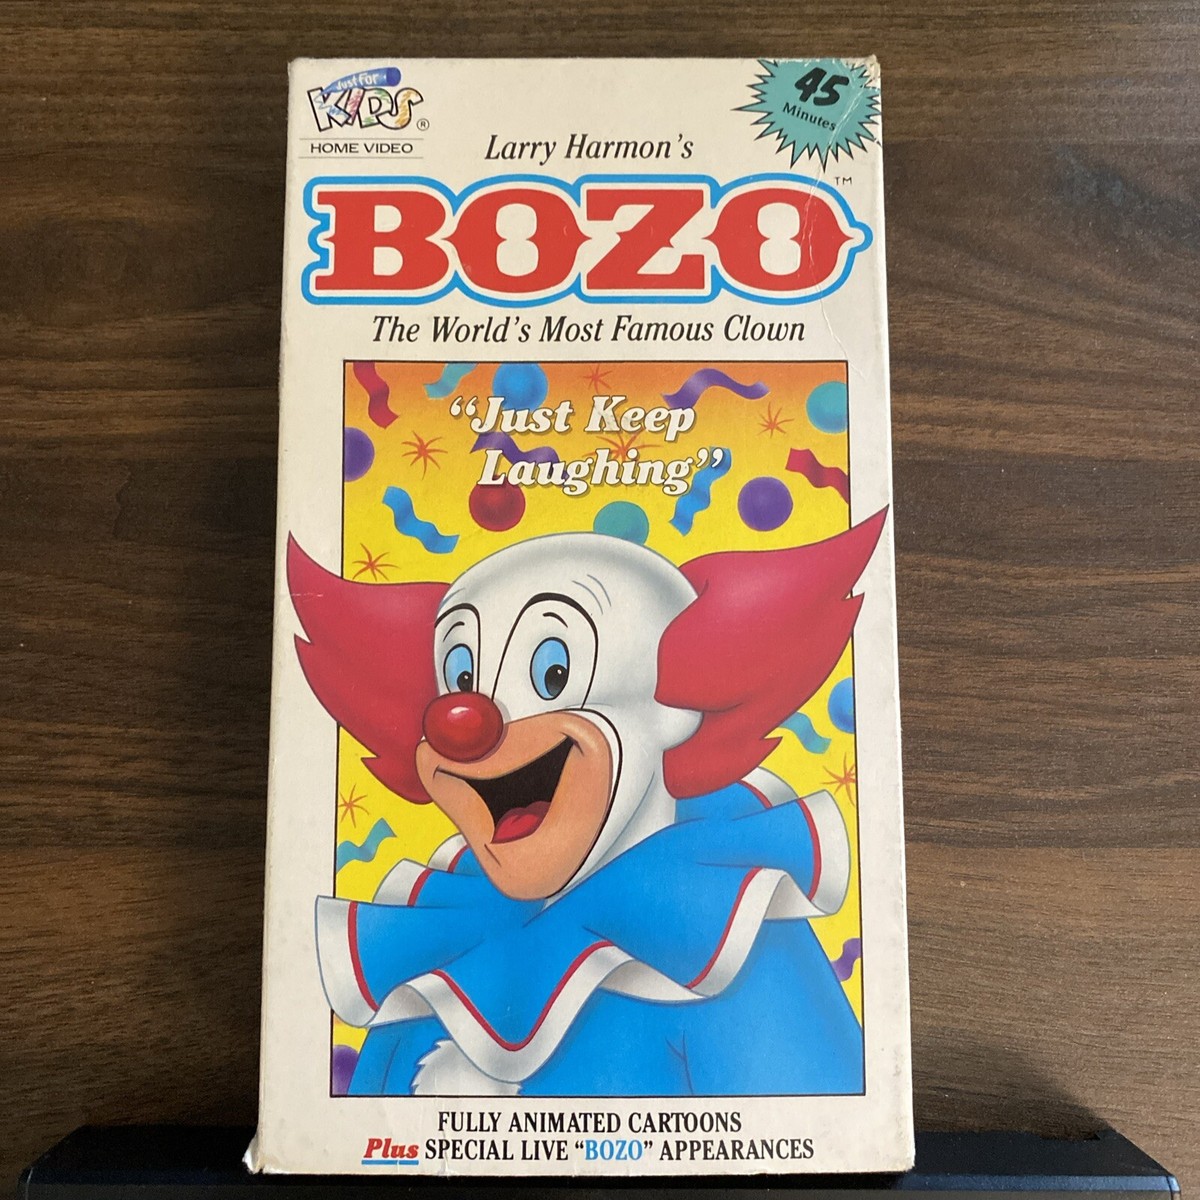 Just For
KIDS®
HOME VIDEO
45
Minutes
Larry Harmon's
BOZO™
The World's Most Famous Clown
“Just Keep
Laughing”
FULLY ANIMATED CARTOONS
Plus SPECIAL LIVE “BOZO” APPEARANCES